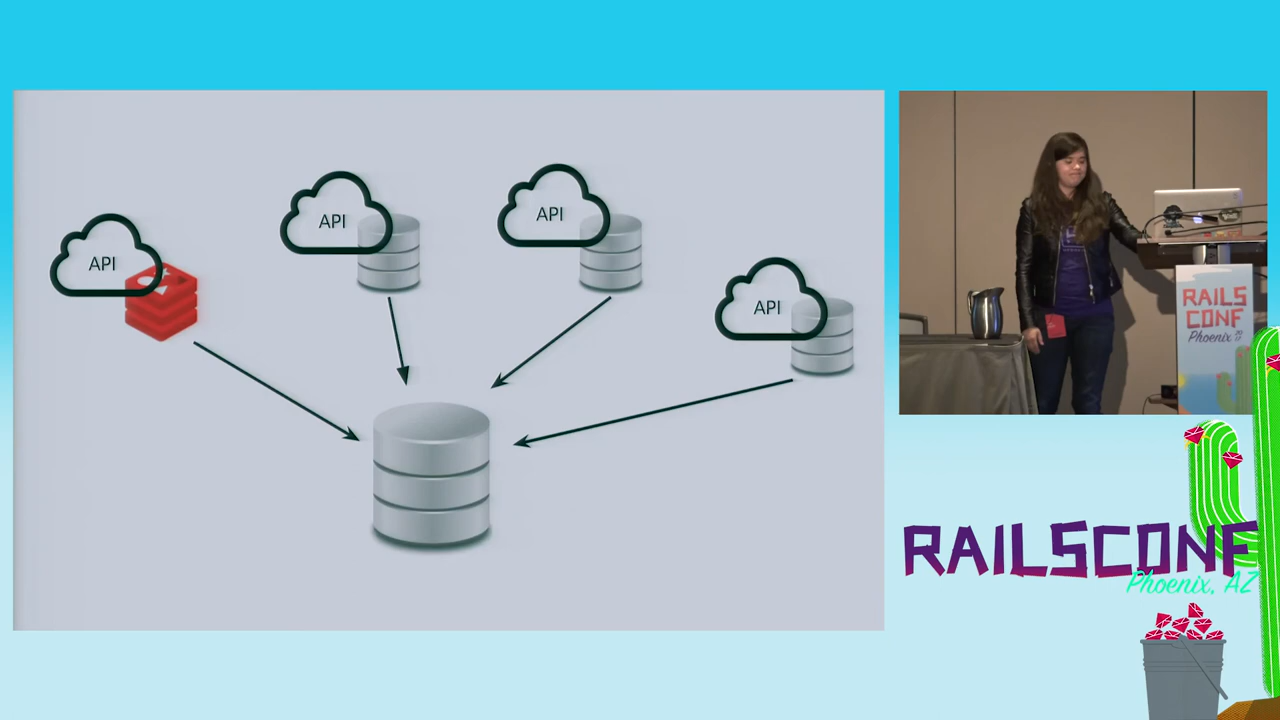 API
API
API
API
RAILS
CONF
Phoenix
RAILSCONF
Phoenix, AZ